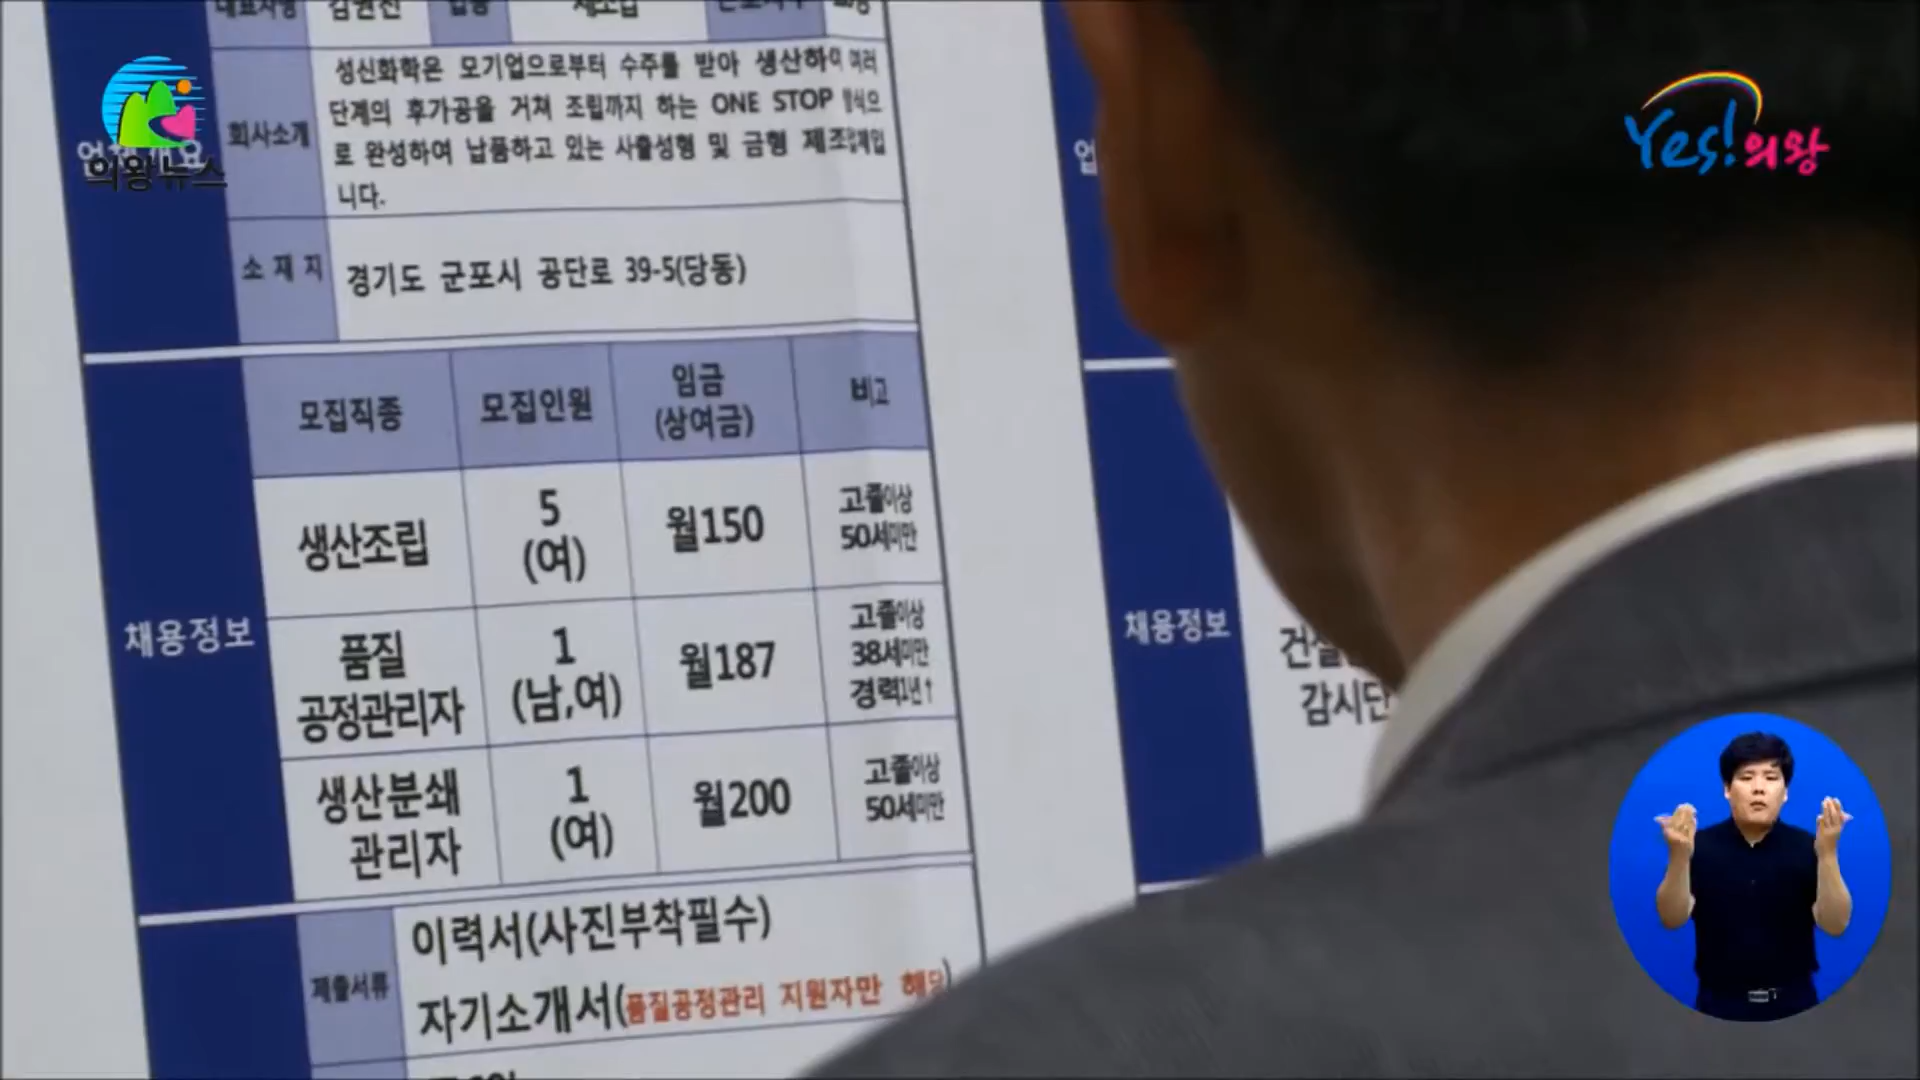 대표자명
제조업
회사소개
성신화학은 모기업으로부터 수주를 받아 생산하여 여러
단계의 후가공을 거쳐 조립까지 하는 ONE STOP 방식으
로 완성하여 납품하고 있는 사출성형 및 금형 제조업체입
니다.
소 재 지
경기도 군포시 공단로 39-5(당동)
채용정보
모집직종 모집인원 임금 비고
(상여금)
생산조립 5 (여) 월150 고졸이상 50세미만
품질 공정관리자 1 (남,여) 월187 고졸이상 38세미만 경력1년↑
생산분쇄 관리자 1 (여) 월200 고졸이상 50세미만
제출서류
이력서(사진부착필수)
자기소개서(품질공정관리 지원자만 해당)
업
채용정보
감시단
의왕뉴스
Yes!의왕